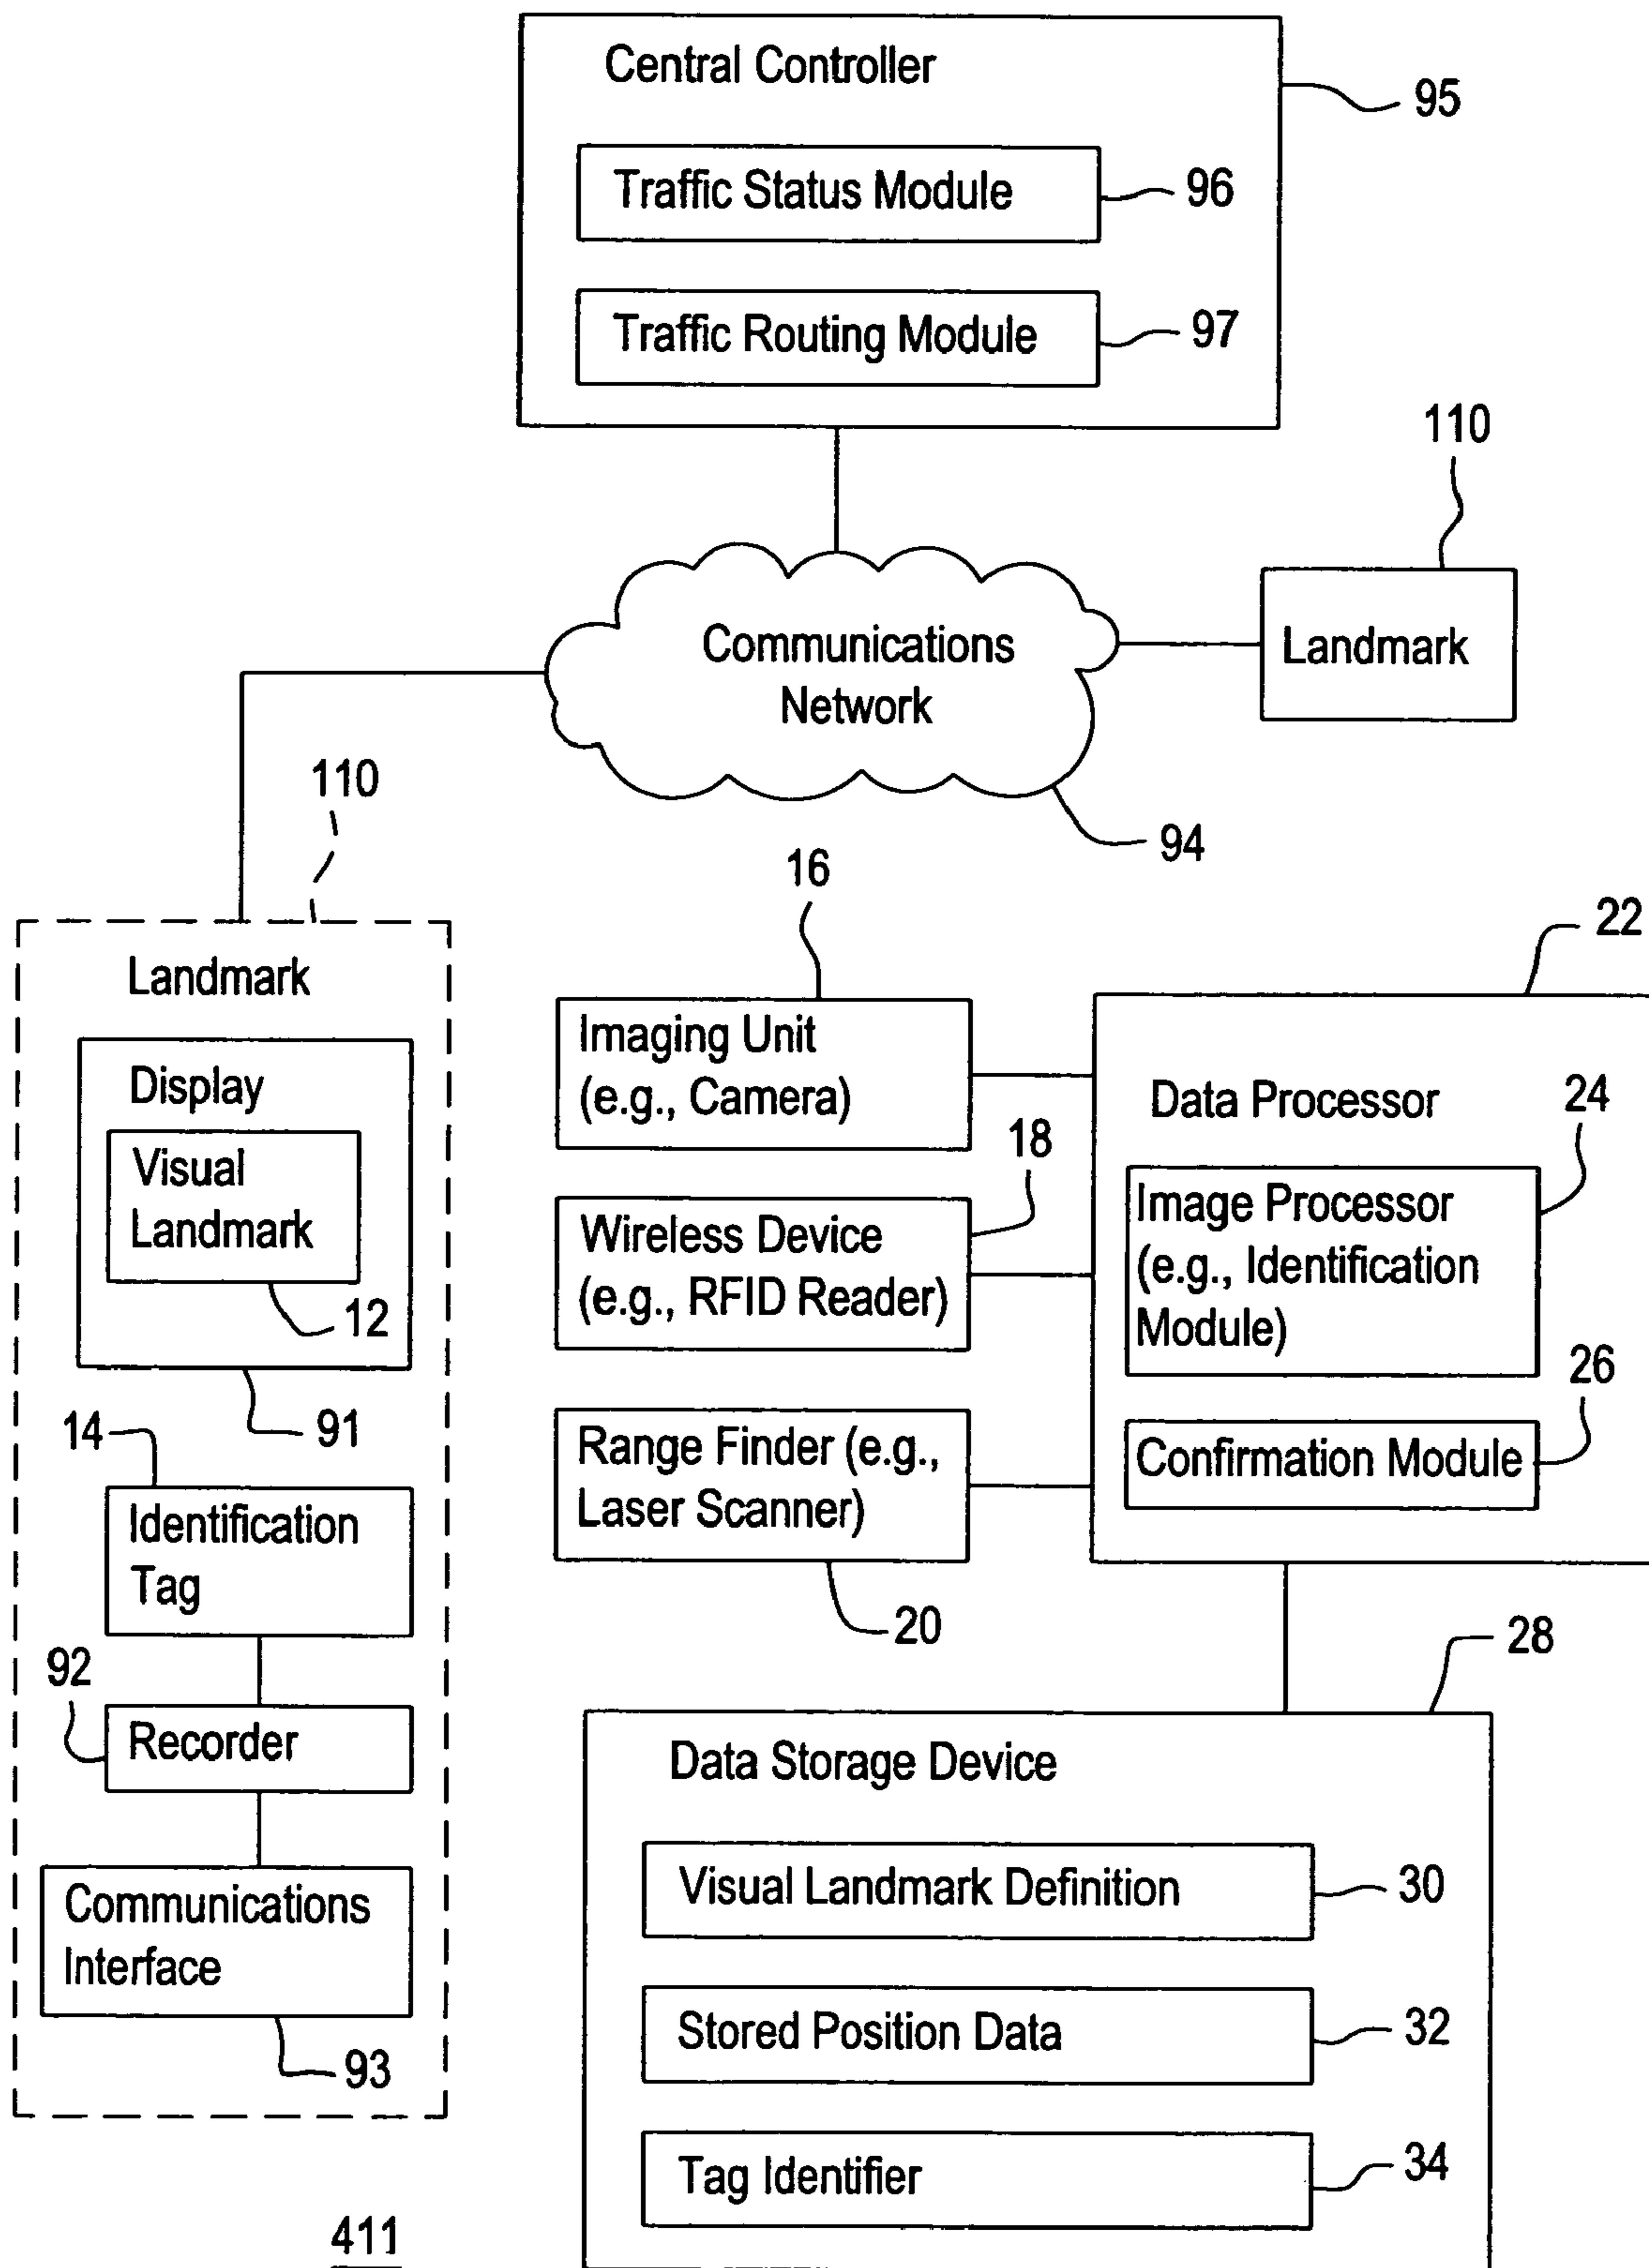 Central Controller
95
Traffic Status Module
96
Traffic Routing Module
97
110
Communications
Network
Landmark
94
110
Landmark
Display
Visual
Landmark
12
91
14
Identification
Tag
92
Recorder
Communications
Interface
93
16
Imaging Unit
(e.g., Camera)
18
Wireless Device
(e.g., RFID Reader)
Range Finder (e.g.,
Laser Scanner)
20
22
Data Processor
24
Image Processor
(e.g., Identification
Module)
26
Confirmation Module
28
Data Storage Device
Visual Landmark Definition
30
Stored Position Data
32
Tag Identifier
34
411